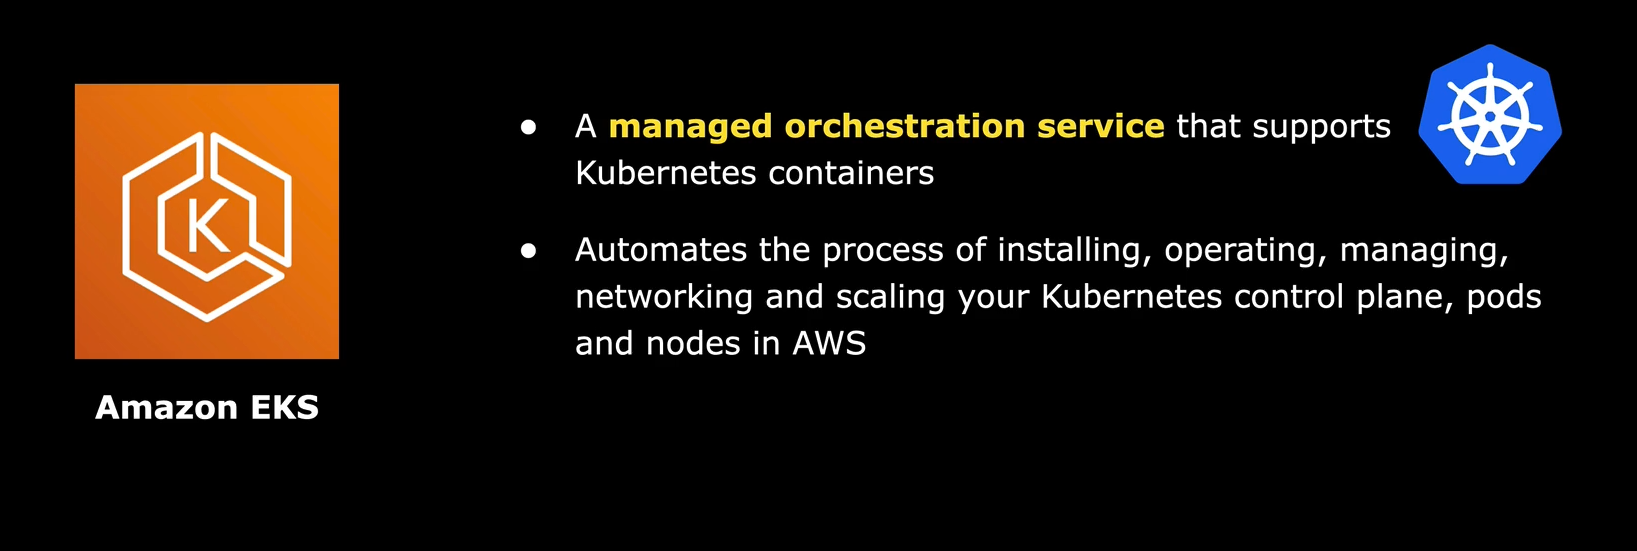 K
Amazon EKS
● A managed orchestration service that supports
Kubernetes containers
● Automates the process of installing, operating, managing,
networking and scaling your Kubernetes control plane, pods
and nodes in AWS